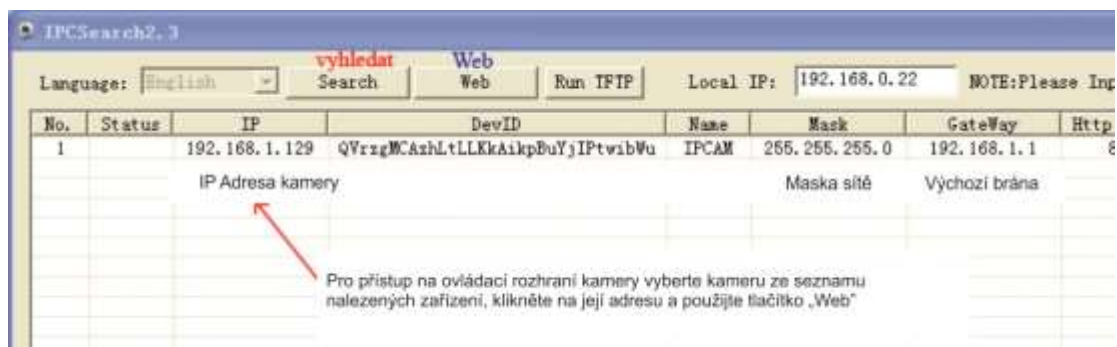 IPCSearch2.3
vyhledat Web
Language: English Search Web Run TFTP Local IP: 192.168.0.22 NOTE:Please Inp
No. Status IP DevID Name Mask GateWay Http
1 192.168.1.129 IPCAM 255.255.255.0 192.168.1.1 8
IP Adresa kamery Maska sítě Výchozí brána
Pro přístup na ovládací rozhraní kamery vyberte kameru ze seznamu
nalezených zařízení, klikněte na její adresu a použijte tlačítko „Web"